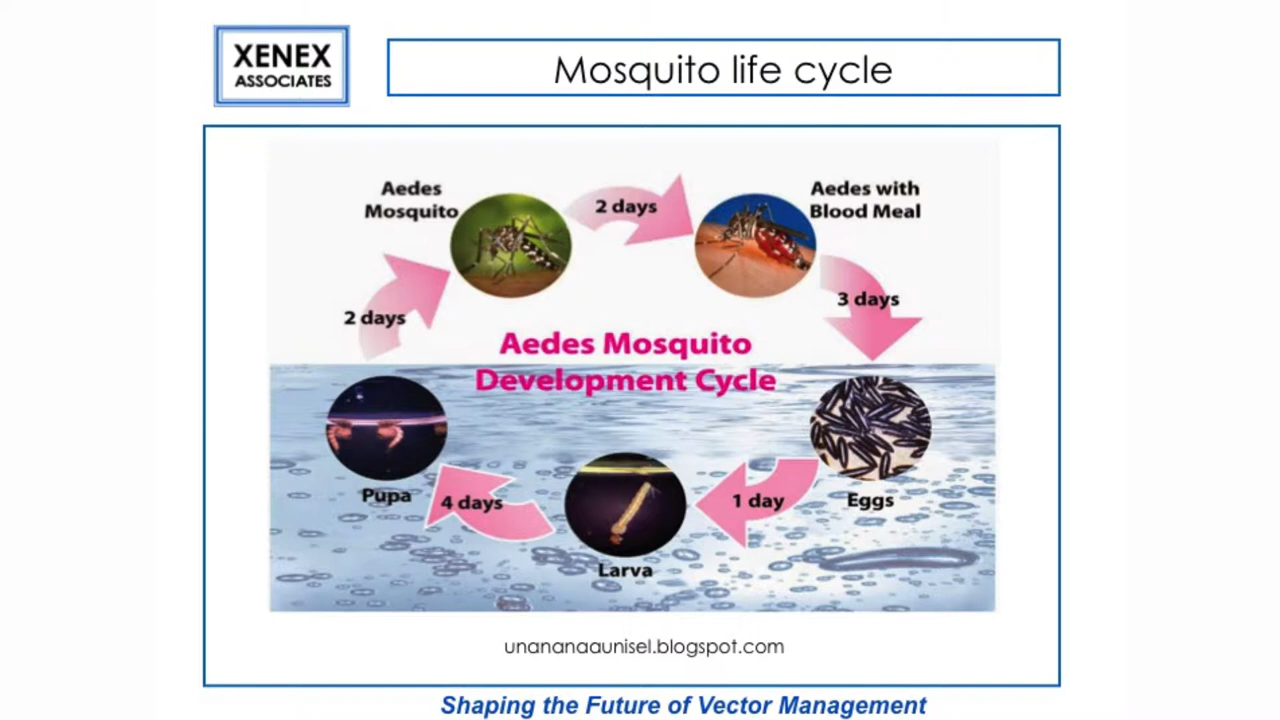 XENEX
ASSOCIATES
Mosquito life cycle
Aedes
Mosquito
2 days
Aedes with
Blood Meal
3 days
2 days
Aedes Mosquito
Development Cycle
Pupa
4 days
Larva
1 day
Eggs
unananaaunisel.blogspot.com
Shaping the Future of Vector Management